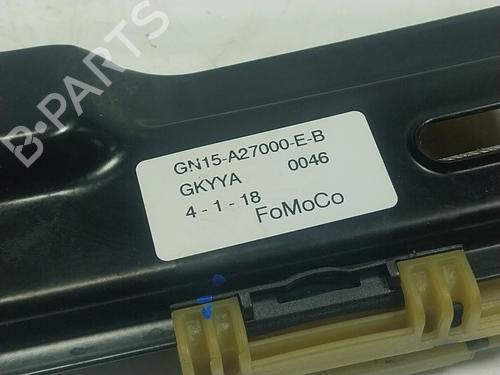 B-PARTS
GN15-A27000-E-B
GKYYA 0046
4 - 1 - 18
FoMoCo